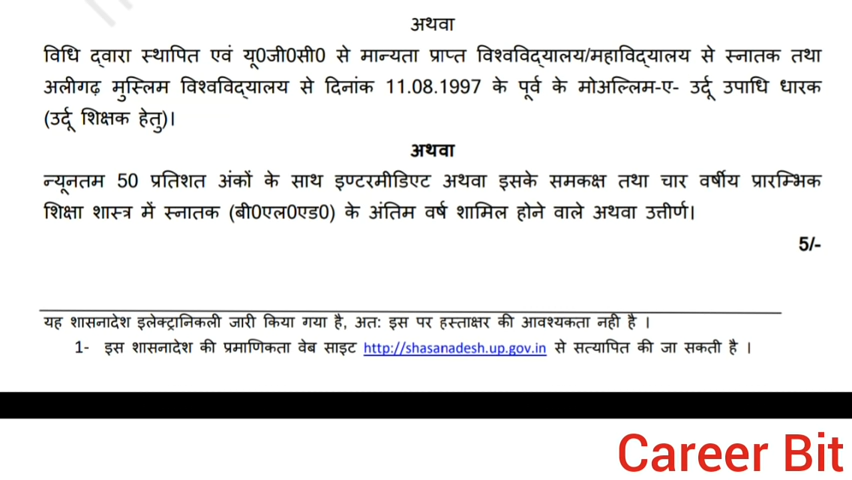 अथवा
विधि द्वारा स्थापित एवं यू0जी0सी0 से मान्यता प्राप्त विश्वविद्यालय/महाविद्यालय से स्नातक तथा
अलीगढ़ मुस्लिम विश्वविद्यालय से दिनांक 11.08.1997 के पूर्व के मोअल्लिम-ए- उर्दू उपाधि धारक
(उर्दू शिक्षक हेतु)।
अथवा
न्यूनतम 50 प्रतिशत अंकों के साथ इण्टरमीडिएट अथवा इसके समकक्ष तथा चार वर्षीय प्रारम्भिक
शिक्षा शास्त्र में स्नातक (बी0एल0एड0) के अंतिम वर्ष शामिल होने वाले अथवा उत्तीर्ण।
5/-
यह शासनादेश इलेक्ट्रानिकली जारी किया गया है, अतः इस पर हस्ताक्षर की आवश्यकता नही है ।
1- इस शासनादेश की प्रमाणिकता वेब साइट http://shasanadesh.up.gov.in से सत्यापित की जा सकती है ।
Career Bit